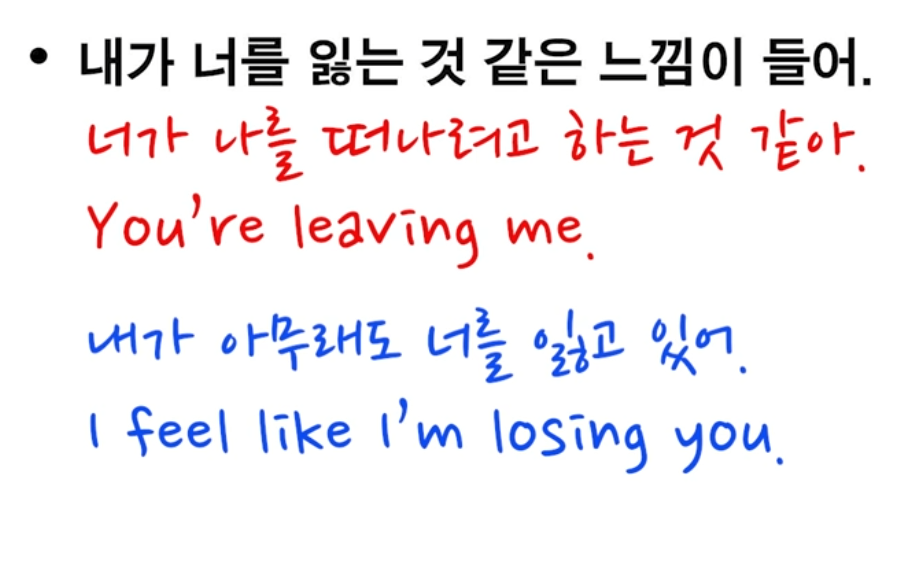 • 내가 너를 잃는 것 같은 느낌이 들어.
너가 나를 떠나려고 하는 것 같아.
You're leaving me.
내가 아무래도 너를 잃고 있어.
I feel like I'm losing you.